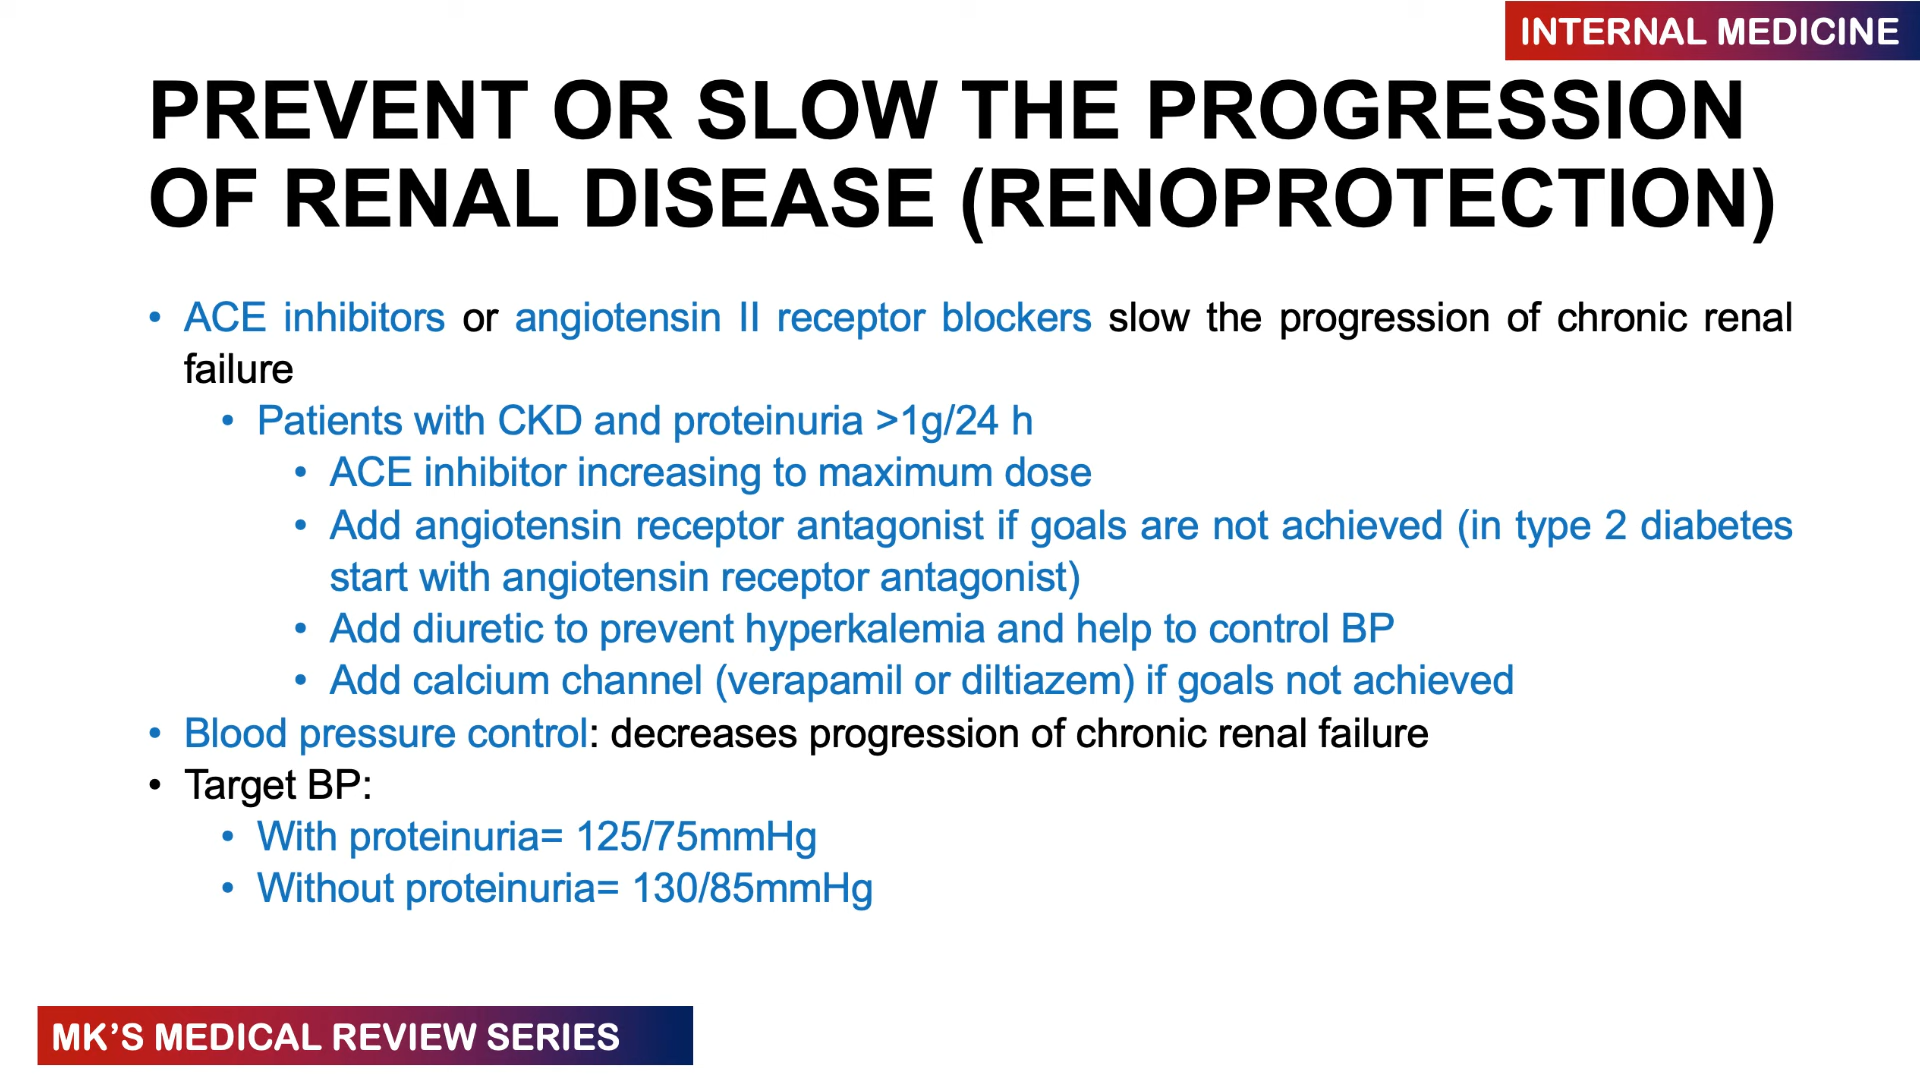 INTERNAL MEDICINE
PREVENT OR SLOW THE PROGRESSION
OF RENAL DISEASE (RENOPROTECTION)
• ACE inhibitors or angiotensin II receptor blockers slow the progression of chronic renal
failure
• Patients with CKD and proteinuria >1g/24 h
• ACE inhibitor increasing to maximum dose
• Add angiotensin receptor antagonist if goals are not achieved (in type 2 diabetes
start with angiotensin receptor antagonist)
• Add diuretic to prevent hyperkalemia and help to control BP
• Add calcium channel (verapamil or diltiazem) if goals not achieved
• Blood pressure control: decreases progression of chronic renal failure
• Target BP:
• With proteinuria= 125/75mmHg
• Without proteinuria= 130/85mmHg
MK'S MEDICAL REVIEW SERIES